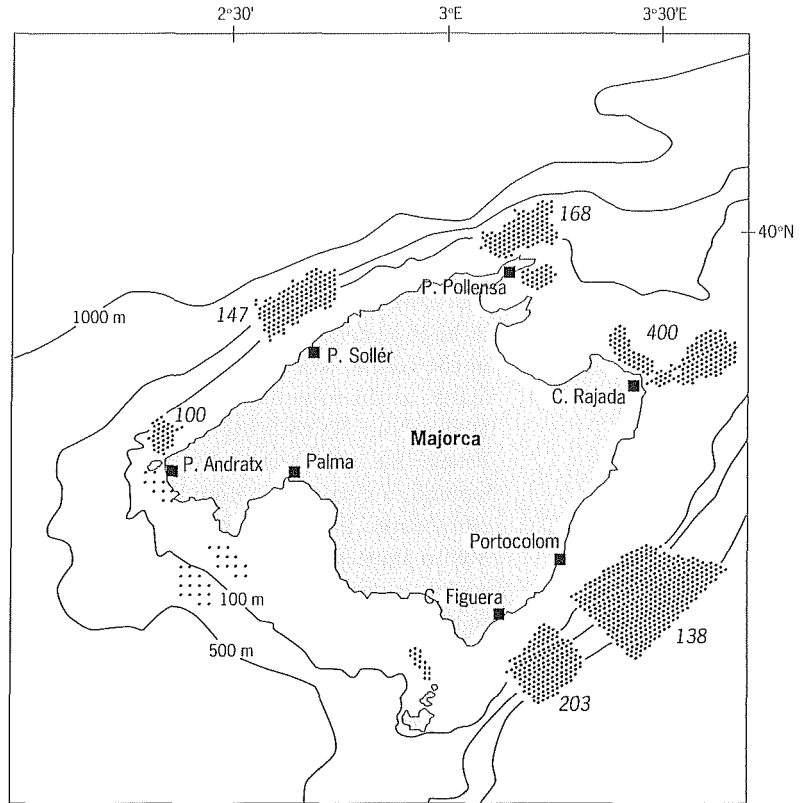 2°30'
3°E
3°30'E
168
40°N
P. Pollensa
147
1000 m
400
P. Sollér
C. Rajada
100
Majorca
P. Andratx
Palma
Portocolom
C. Figuera
100 m
138
500 m
203